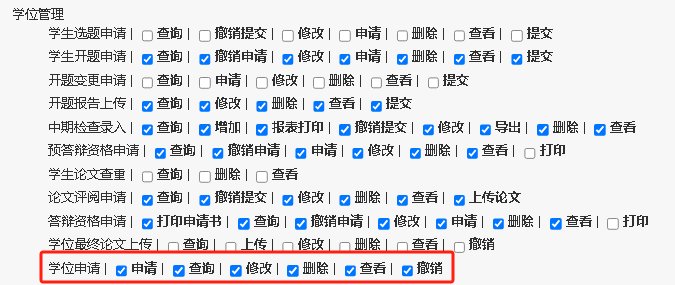 学位管理
学生选题申请 | 查询 | 撤销提交 | 修改 | 申请 | 删除 | 查看 | 提交
学生开题申请 | 查询 | 撤销申请 | 修改 | 申请 | 删除 | 查看 | 提交
开题变更申请 | 查询 | 申请 | 修改 | 删除 | 查看 | 提交
开题报告上传 | 查询 | 修改 | 删除 | 查看 | 提交
中期检查录入 | 查询 | 增加 | 报表打印 | 撤销提交 | 修改 | 导出 | 删除 | 查看
预答辩资格申请 | 查询 | 撤销申请 | 申请 | 修改 | 删除 | 查看 | 打印
学生论文查重 | 查询 | 删除 | 查看
论文评阅申请 | 查询 | 撤销提交 | 修改 | 删除 | 查看 | 上传论文
答辩资格申请 | 打印申请书 | 查询 | 撤销申请 | 修改 | 申请 | 删除 | 查看 | 打印
学位最终论文上传 | 查询 | 上传 | 修改 | 删除 | 查看 | 撤销
学位申请 | 申请 | 查询 | 修改 | 删除 | 查看 | 撤销